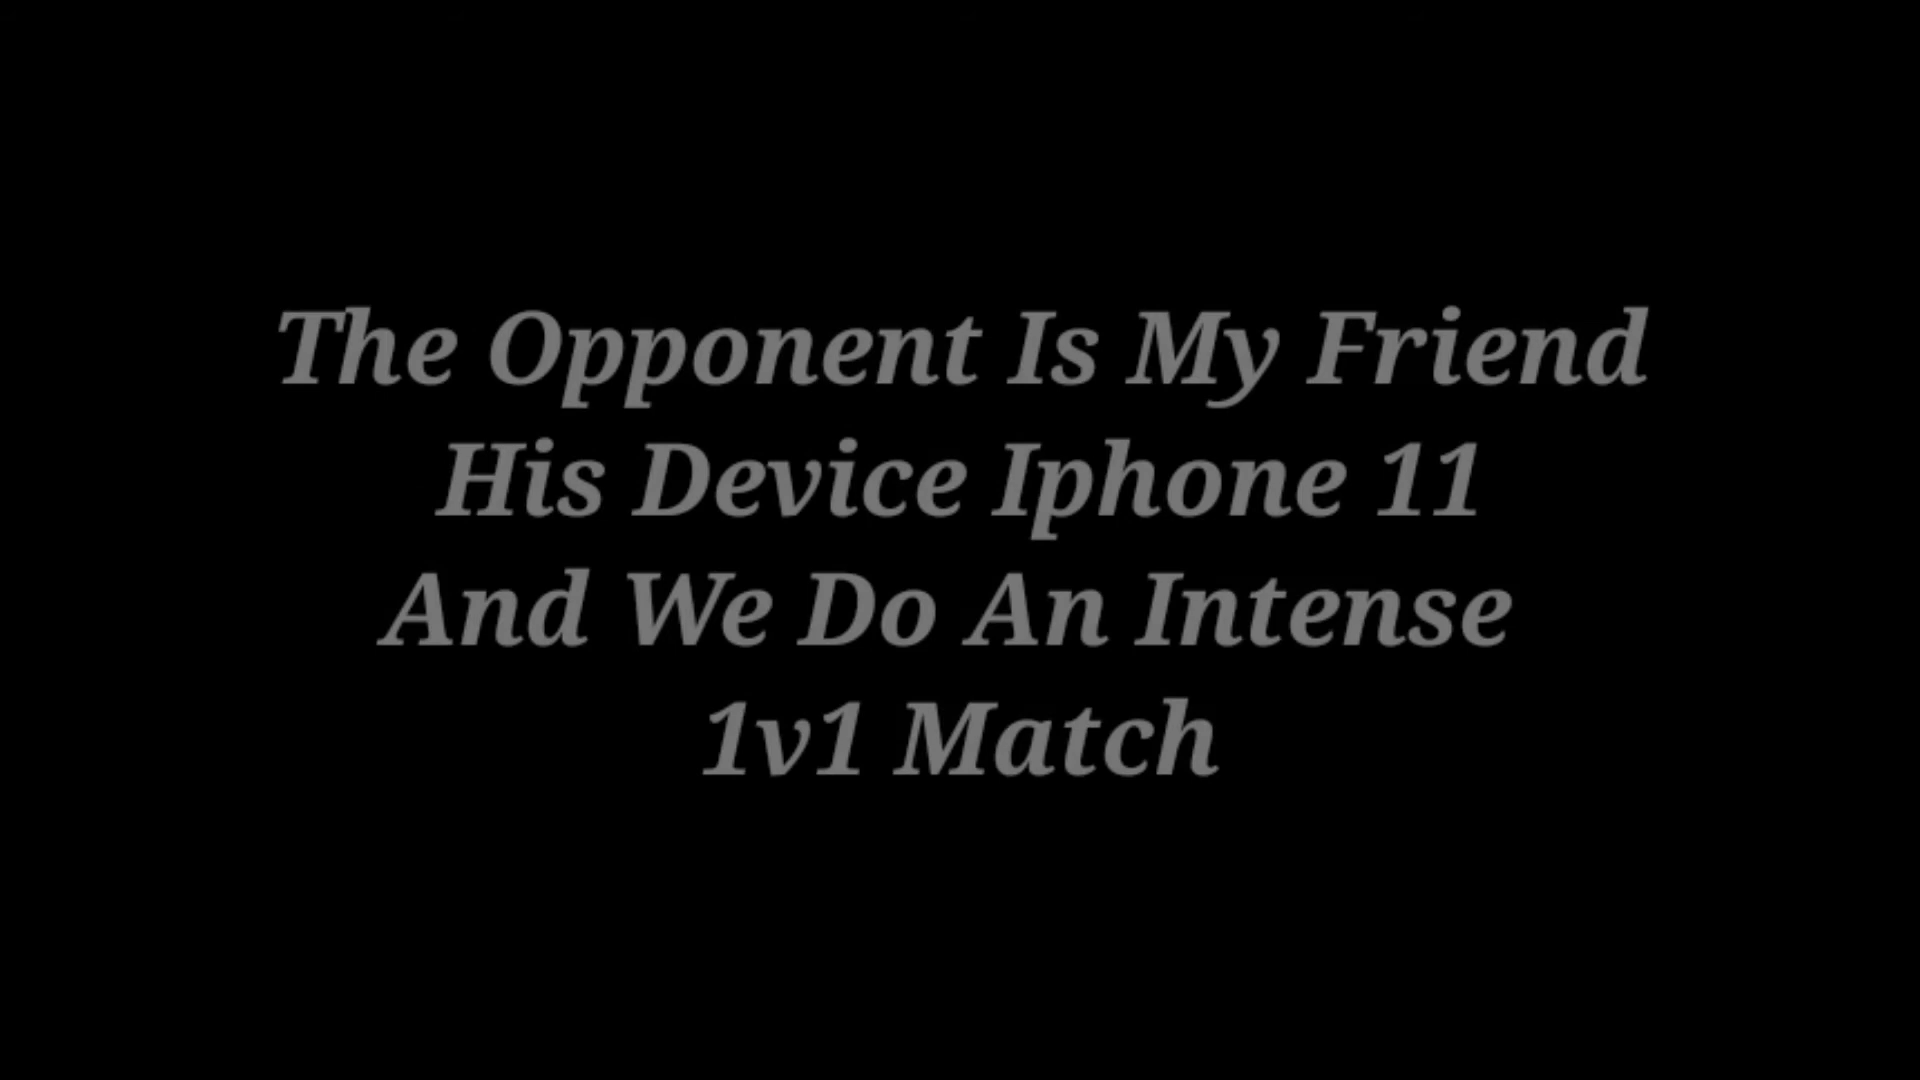 The Opponent Is My Friend
His Device Iphone 11
And We Do An Intense
1v1 Match